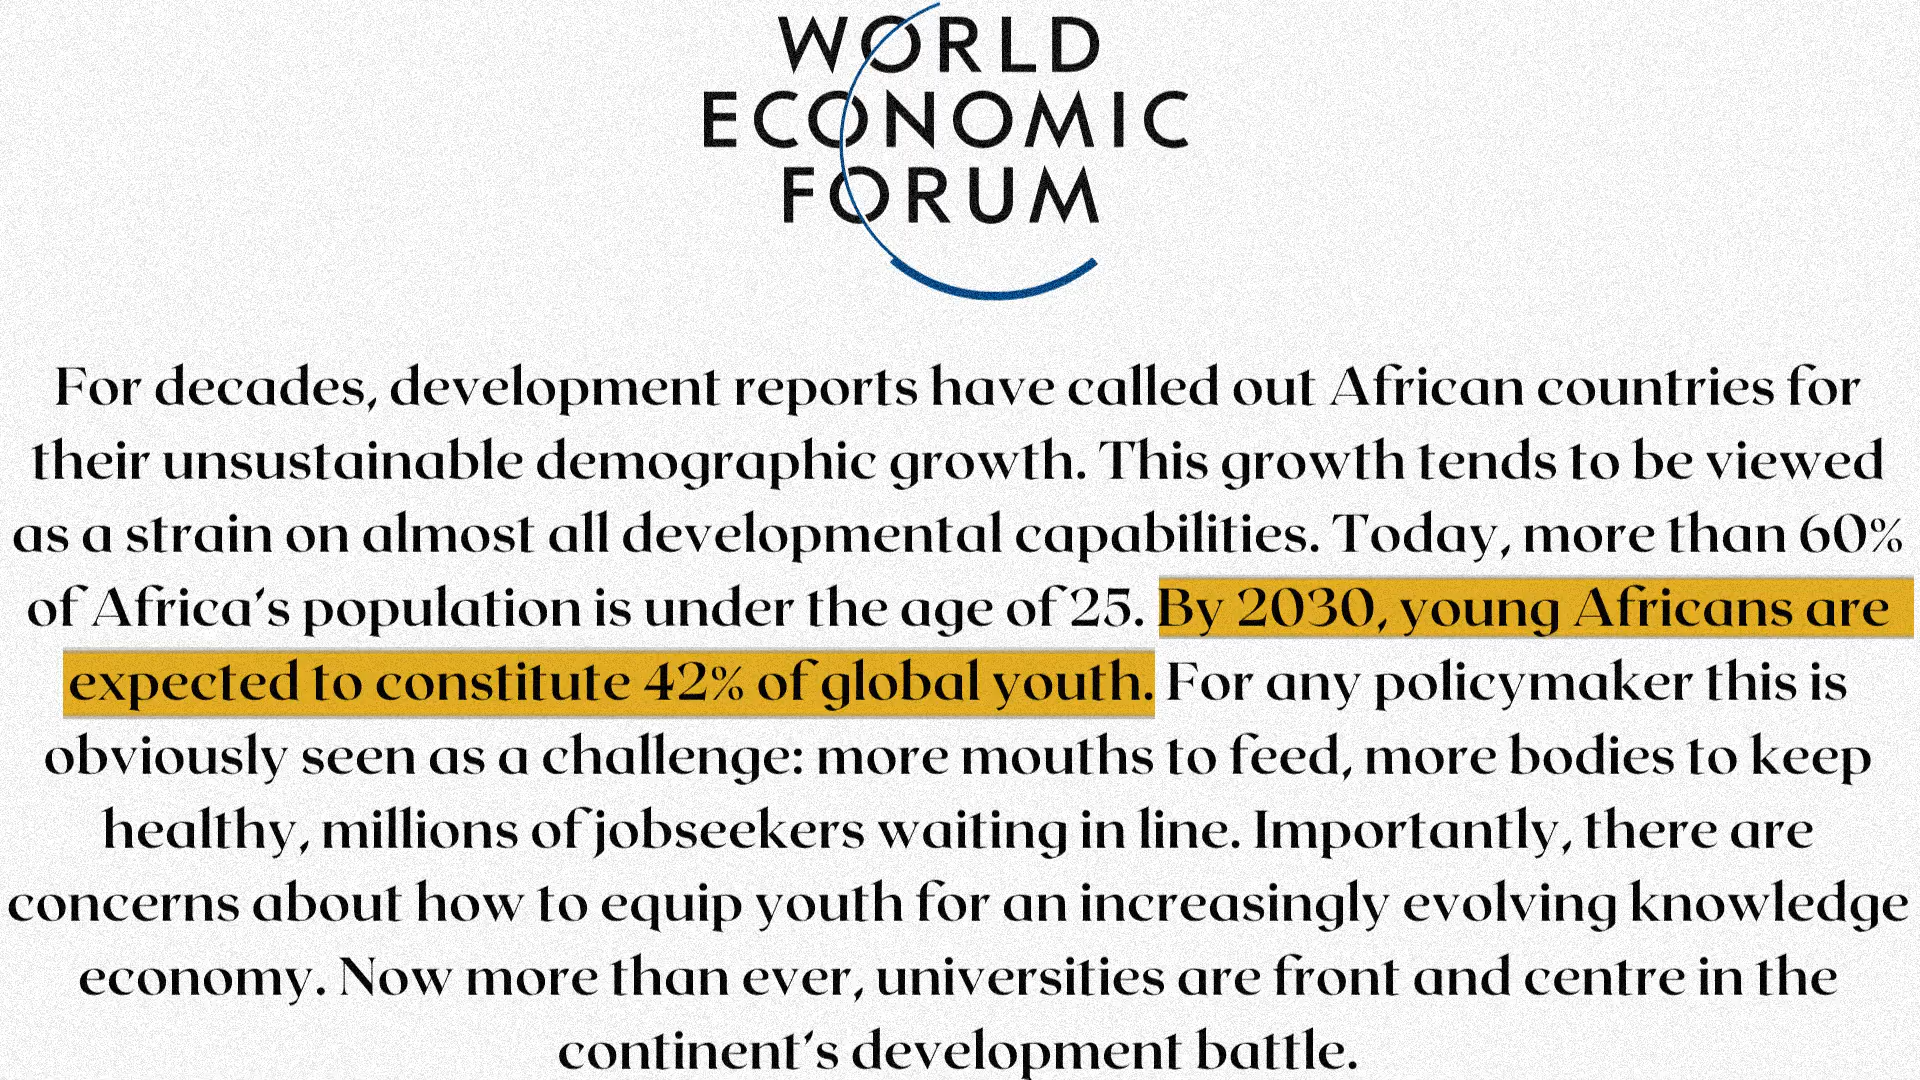 WORLD
ECONOMIC
FORUM
For decades, development reports have called out African countries for
their unsustainable demographic growth. This growth tends to be viewed
as a strain on almost all developmental capabilities. Today, more than 60%
of Africa's population is under the age of 25. By 2030, young Africans are
expected to constitute 42% of global youth. For any policymaker this is
obviously seen as a challenge: more mouths to feed, more bodies to keep
healthy, millions of jobseekers waiting in line. Importantly, there are
concerns about how to equip youth for an increasingly evolving knowledge
economy. Now more than ever, universities are front and centre in the
continent's development battle.